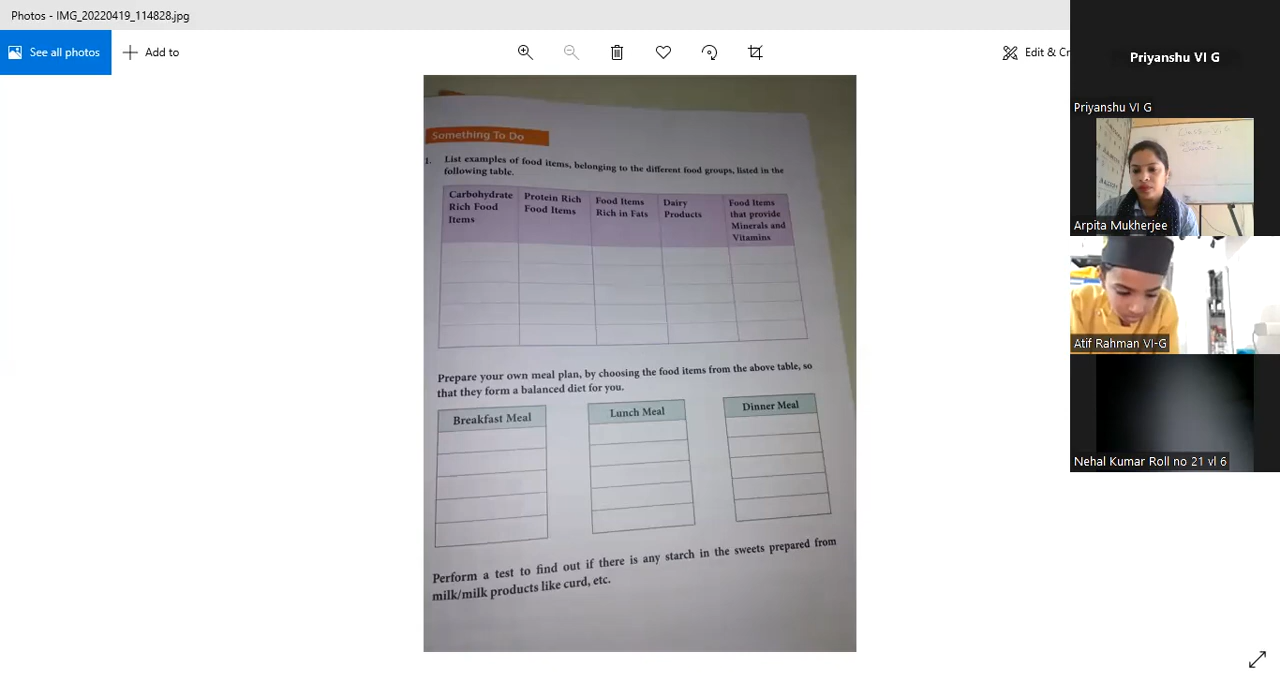 Photos - IMG_20220419_114828.jpg
See all photos
Add to
Edit & Cr
Something To Do
1. List examples of food items, belonging to the different food groups, listed in the
following table.
Carbohydrate
Rich Food
Items
Protein Rich
Food Items
Food Items
Rich in Fats
Dairy
Products
Food Items
that provide
Minerals and
Vitamins
Prepare your own meal plan, by choosing the food items from the above table, so
that they form a balanced diet for you.
Breakfast Meal
Lunch Meal
Dinner Meal
Perform a test to find out if there is any starch in the sweets prepared from
milk/milk products like curd, etc.
Priyanshu VI G
Priyanshu VI G
Arpita Mukherjee
Atif Rahman VI-G
Nehal Kumar Roll no 21 vl 6